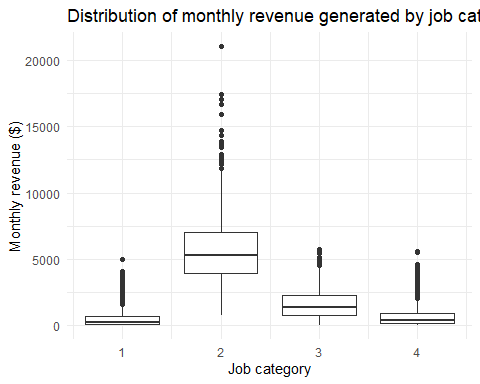 Distribution of monthly revenue generated by job cat
20000
15000
10000
5000
0
Monthly revenue ($)
1 2 3 4
Job category